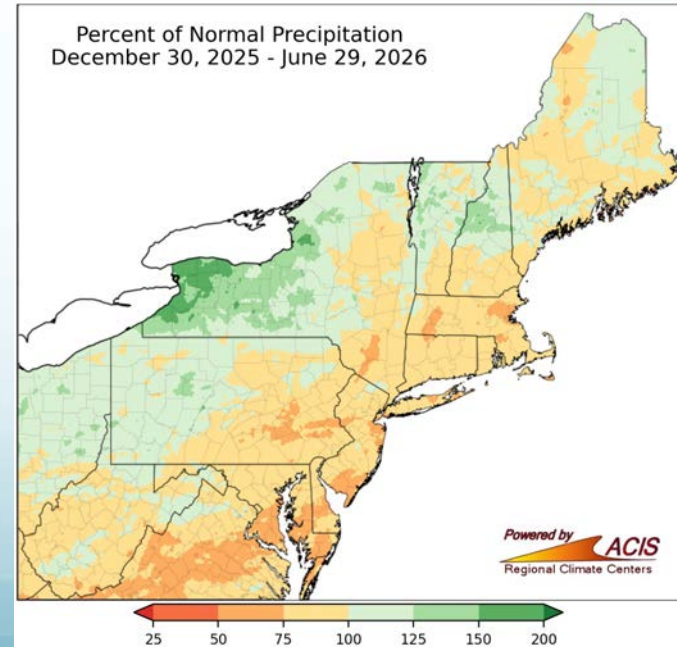 Percent of Normal Precipitation
December 30, 2025 - June 29, 2026
Powered by
ACIS
Regional Climate Centers
25 50 75 100 125 150 200